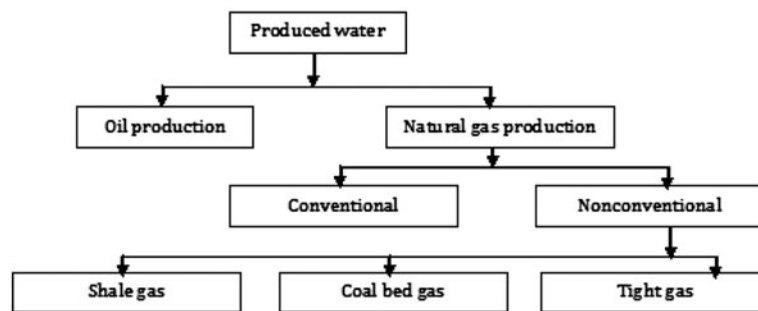 Produced water
Oil production
Natural gas production
Conventional
Nonconventional
Shale gas
Coal bed gas
Tight gas